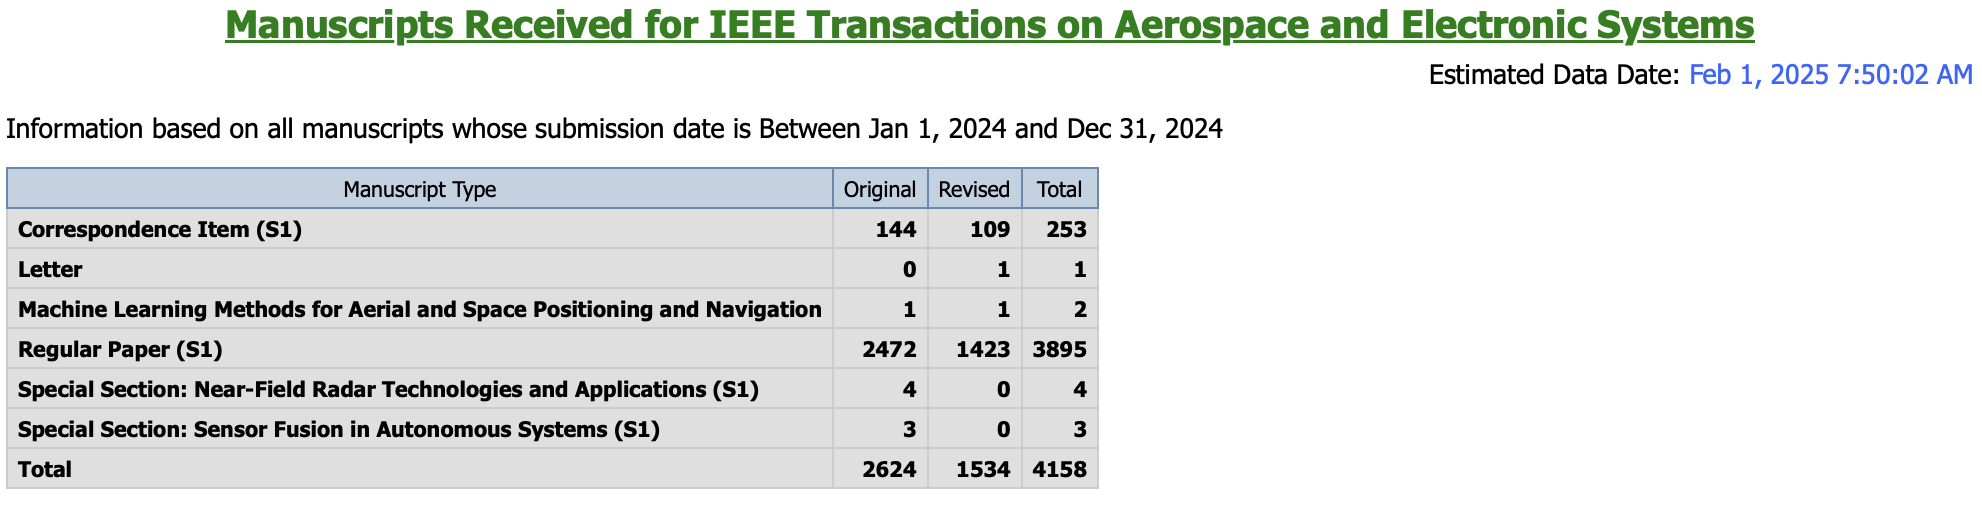 Manuscripts Received for IEEE Transactions on Aerospace and Electronic Systems
Estimated Data Date: Feb 1, 2025 7:50:02 AM
Information based on all manuscripts whose submission date is Between Jan 1, 2024 and Dec 31, 2024
Manuscript Type Original Revised Total
Correspondence Item (S1) 144 109 253
Letter 0 1 1
Machine Learning Methods for Aerial and Space Positioning and Navigation 1 1 2
Regular Paper (S1) 2472 1423 3895
Special Section: Near-Field Radar Technologies and Applications (S1) 4 0 4
Special Section: Sensor Fusion in Autonomous Systems (S1) 3 0 3
Total 2624 1534 4158